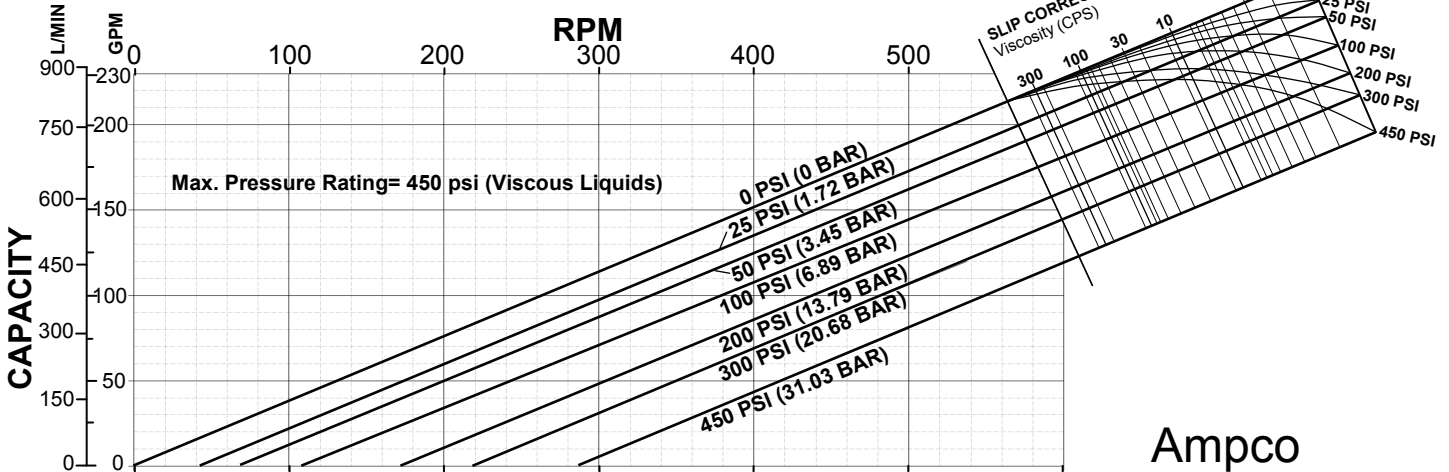 RPM
L/MIN
GPM
0 100 200 300 400 500
900 230
750 200
600 150
450 100
300 50
150
0 0
CAPACITY
Max. Pressure Rating= 450 psi (Viscous Liquids)
0 PSI (0 BAR)
25 PSI (1.72 BAR)
50 PSI (3.45 BAR)
100 PSI (6.89 BAR)
200 PSI (13.79 BAR)
300 PSI (20.68 BAR)
450 PSI (31.03 BAR)
Viscosity (CPS)
300 100 30 10
25 PSI
50 PSI
100 PSI
200 PSI
300 PSI
450 PSI
SLIP
Ampco